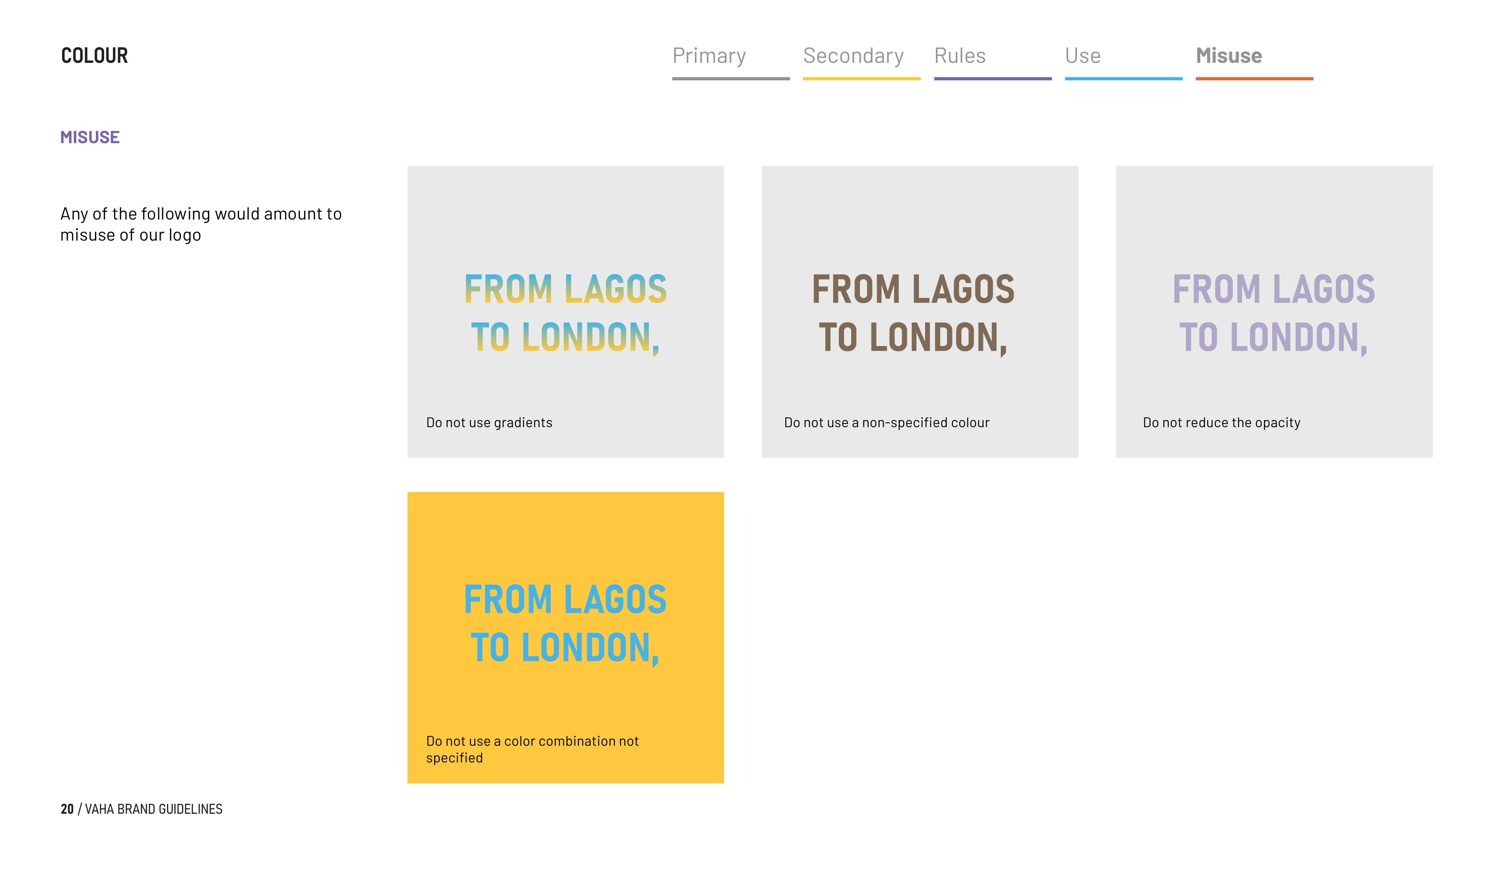 COLOUR
Primary
Secondary
Rules
Use
Misuse
MISUSE
Any of the following would amount to
misuse of our logo
FROM LAGOS
TO LONDON,
Do not use gradients
FROM LAGOS
TO LONDON,
Do not use a non-specified colour
FROM LAGOS
TO LONDON,
Do not reduce the opacity
FROM LAGOS
TO LONDON,
Do not use a color combination not
specified
20 / VAHA BRAND GUIDELINES